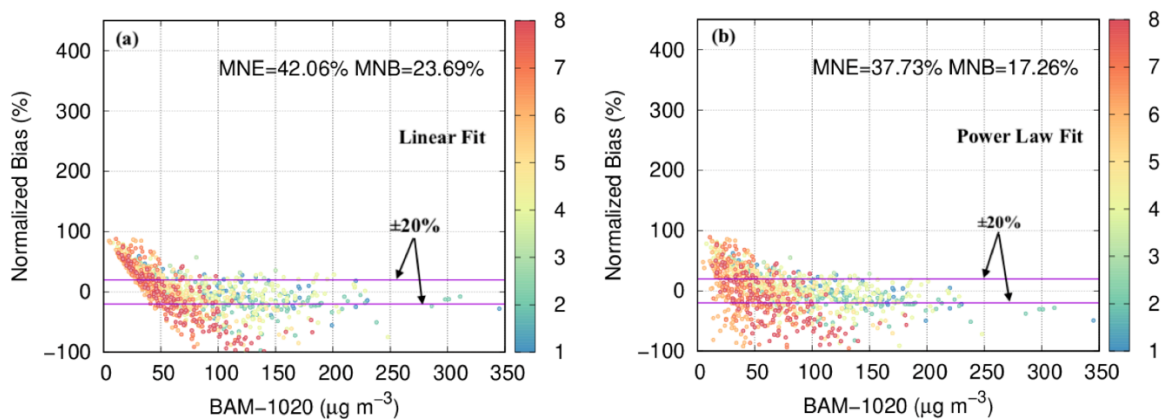 (a)
MNE=42.06% MNB=23.69%
Linear Fit
±20%
Normalized Bias (%)
450
400
300
200
100
0
−100
0 50 100 150 200 250 300 350
BAM−1020 (μg m⁻³)
8
7
6
5
4
3
2
1
(b)
MNE=37.73% MNB=17.26%
Power Law Fit
±20%
Normalized Bias (%)
450
400
300
200
100
0
−100
0 50 100 150 200 250 300 350
BAM−1020 (μg m⁻³)
8
7
6
5
4
3
2
1